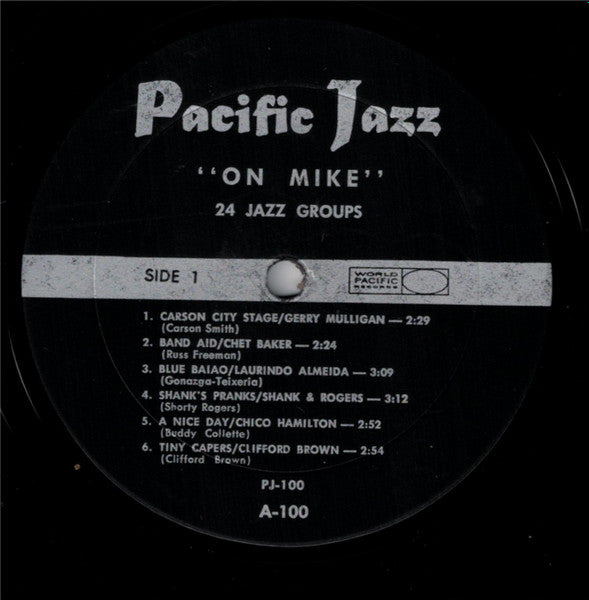 Pacific Jazz
"ON MIKE"
24 JAZZ GROUPS
SIDE 1
WORLD
PACIFIC
RECORDS
1. CARSON CITY STAGE/GERRY MULLIGAN — 2:29
(Carson Smith)
2. BAND AID/CHET BAKER — 2:24
(Russ Freeman)
3. BLUE BAIAO/LAURINDO ALMEIDA — 3:09
(Gonazga-Teixeria)
4. SHANK'S PRANKS/SHANK & ROGERS — 3:12
(Shorty Rogers)
5. A NICE DAY/CHICO HAMILTON — 2:52
(Buddy Collette)
6. TINY CAPERS/CLIFFORD BROWN — 2:54
(Clifford Brown)
PJ-100
A-100